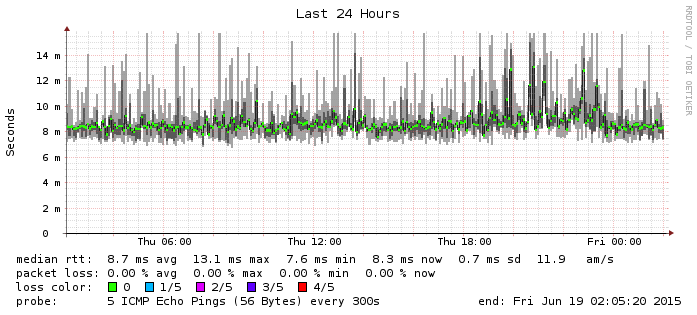 Last 24 Hours
RRDTOOL / TOBI OETIKER
Seconds
14 m
12 m
10 m
8 m
6 m
4 m
2 m
0
Thu 06:00 Thu 12:00 Thu 18:00 Fri 00:00
median rtt: 8.7 ms avg 13.1 ms max 7.6 ms min 8.3 ms now 0.7 ms sd 11.9 am/s
packet loss: 0.00 % avg 0.00 % max 0.00 % min 0.00 % now
loss color: 0 1/5 2/5 3/5 4/5
probe: 5 ICMP Echo Pings (56 Bytes) every 300s end: Fri Jun 19 02:05:20 2015